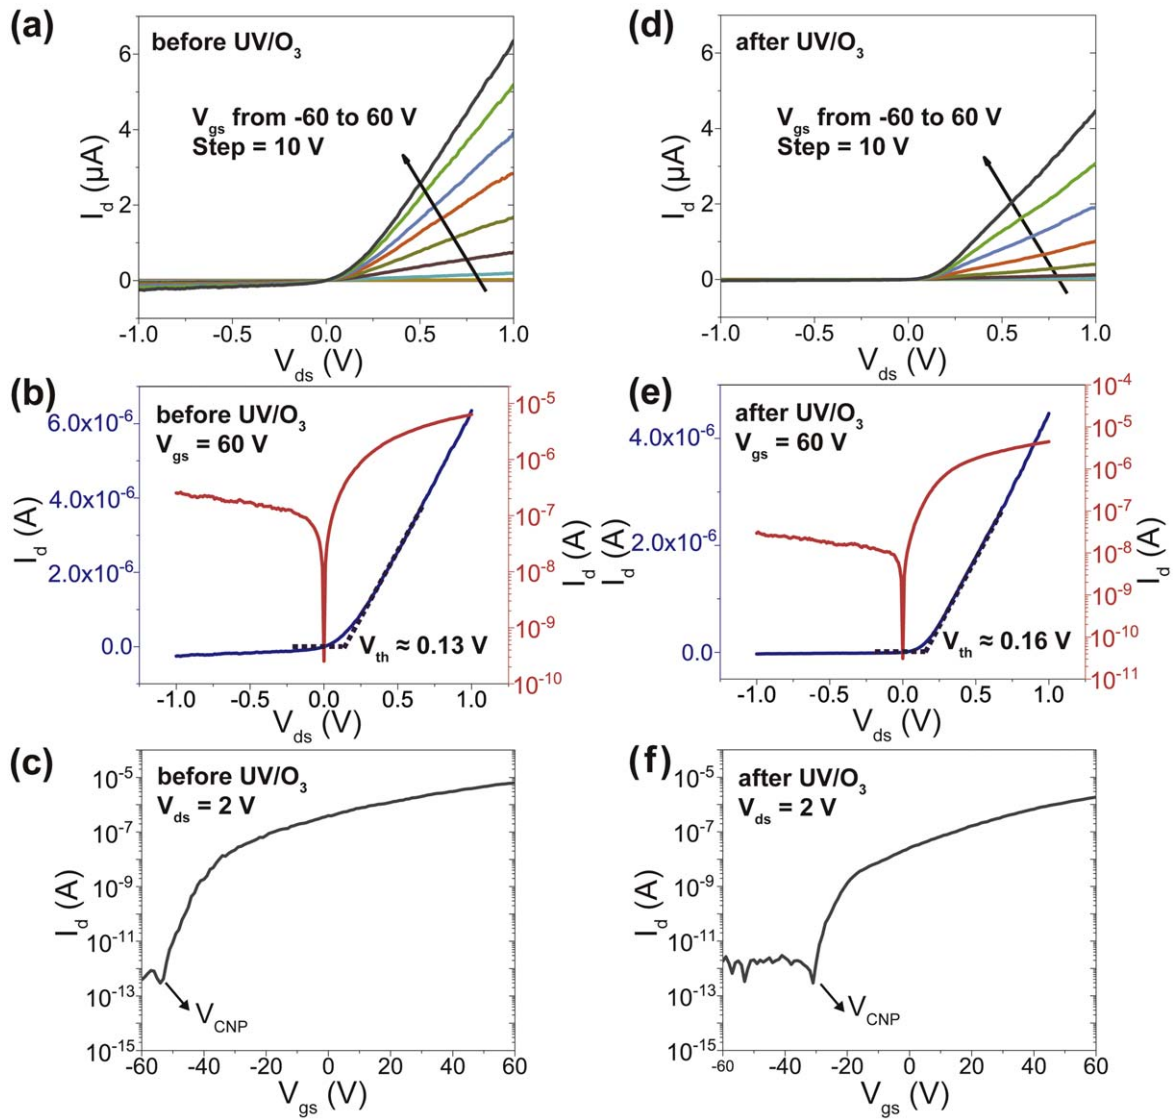 (a)
before UV/O3
Vgs from -60 to 60 V
Step = 10 V
6
4
2
0
Id (μA)
-1.0 -0.5 0.0 0.5 1.0
Vds (V)
(d)
after UV/O3
Vgs from -60 to 60 V
Step = 10 V
6
4
2
0
Id (μA)
-1.0 -0.5 0.0 0.5 1.0
Vds (V)
(b)
before UV/O3
Vgs = 60 V
6.0x10-6
4.0x10-6
2.0x10-6
0.0
Id (A)
10-5
10-6
10-7
10-8
10-9
10-10
Id (A)
Vth ≈ 0.13 V
-1.0 -0.5 0.0 0.5 1.0
Vds (V)
(e)
after UV/O3
Vgs = 60 V
4.0x10-6
2.0x10-6
0.0
Id (A)
10-4
10-5
10-6
10-7
10-8
10-9
10-10
10-11
Id (A)
Vth ≈ 0.16 V
-1.0 -0.5 0.0 0.5 1.0
Vds (V)
(c)
before UV/O3
Vds = 2 V
10-5
10-7
10-9
10-11
10-13
10-15
Id (A)
VCNP
-60 -40 -20 0 20 40 60
Vgs (V)
(f)
after UV/O3
Vds = 2 V
10-5
10-7
10-9
10-11
10-13
10-15
Id (A)
VCNP
-60 -40 -20 0 20 40 60
Vgs (V)